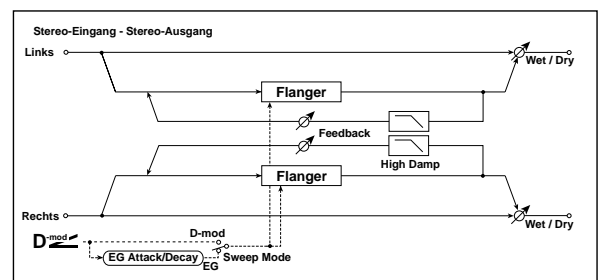 Stereo-Eingang - Stereo-Ausgang
Links
Wet / Dry
Flanger
Feedback
High Damp
Flanger
Rechts
Wet / Dry
D-mod
D-mod
EG Attack/Decay
EG
Sweep Mode